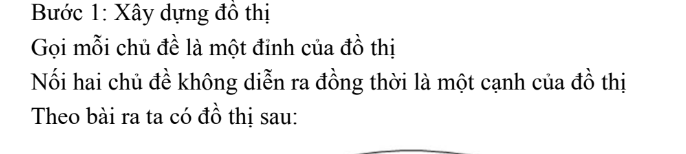 Bước 1: Xây dựng đồ thị
Gọi mỗi chủ đề là một đỉnh của đồ thị
Nối hai chủ đề không diễn ra đồng thời là một cạnh của đồ thị
Theo bài ra ta có đồ thị sau: